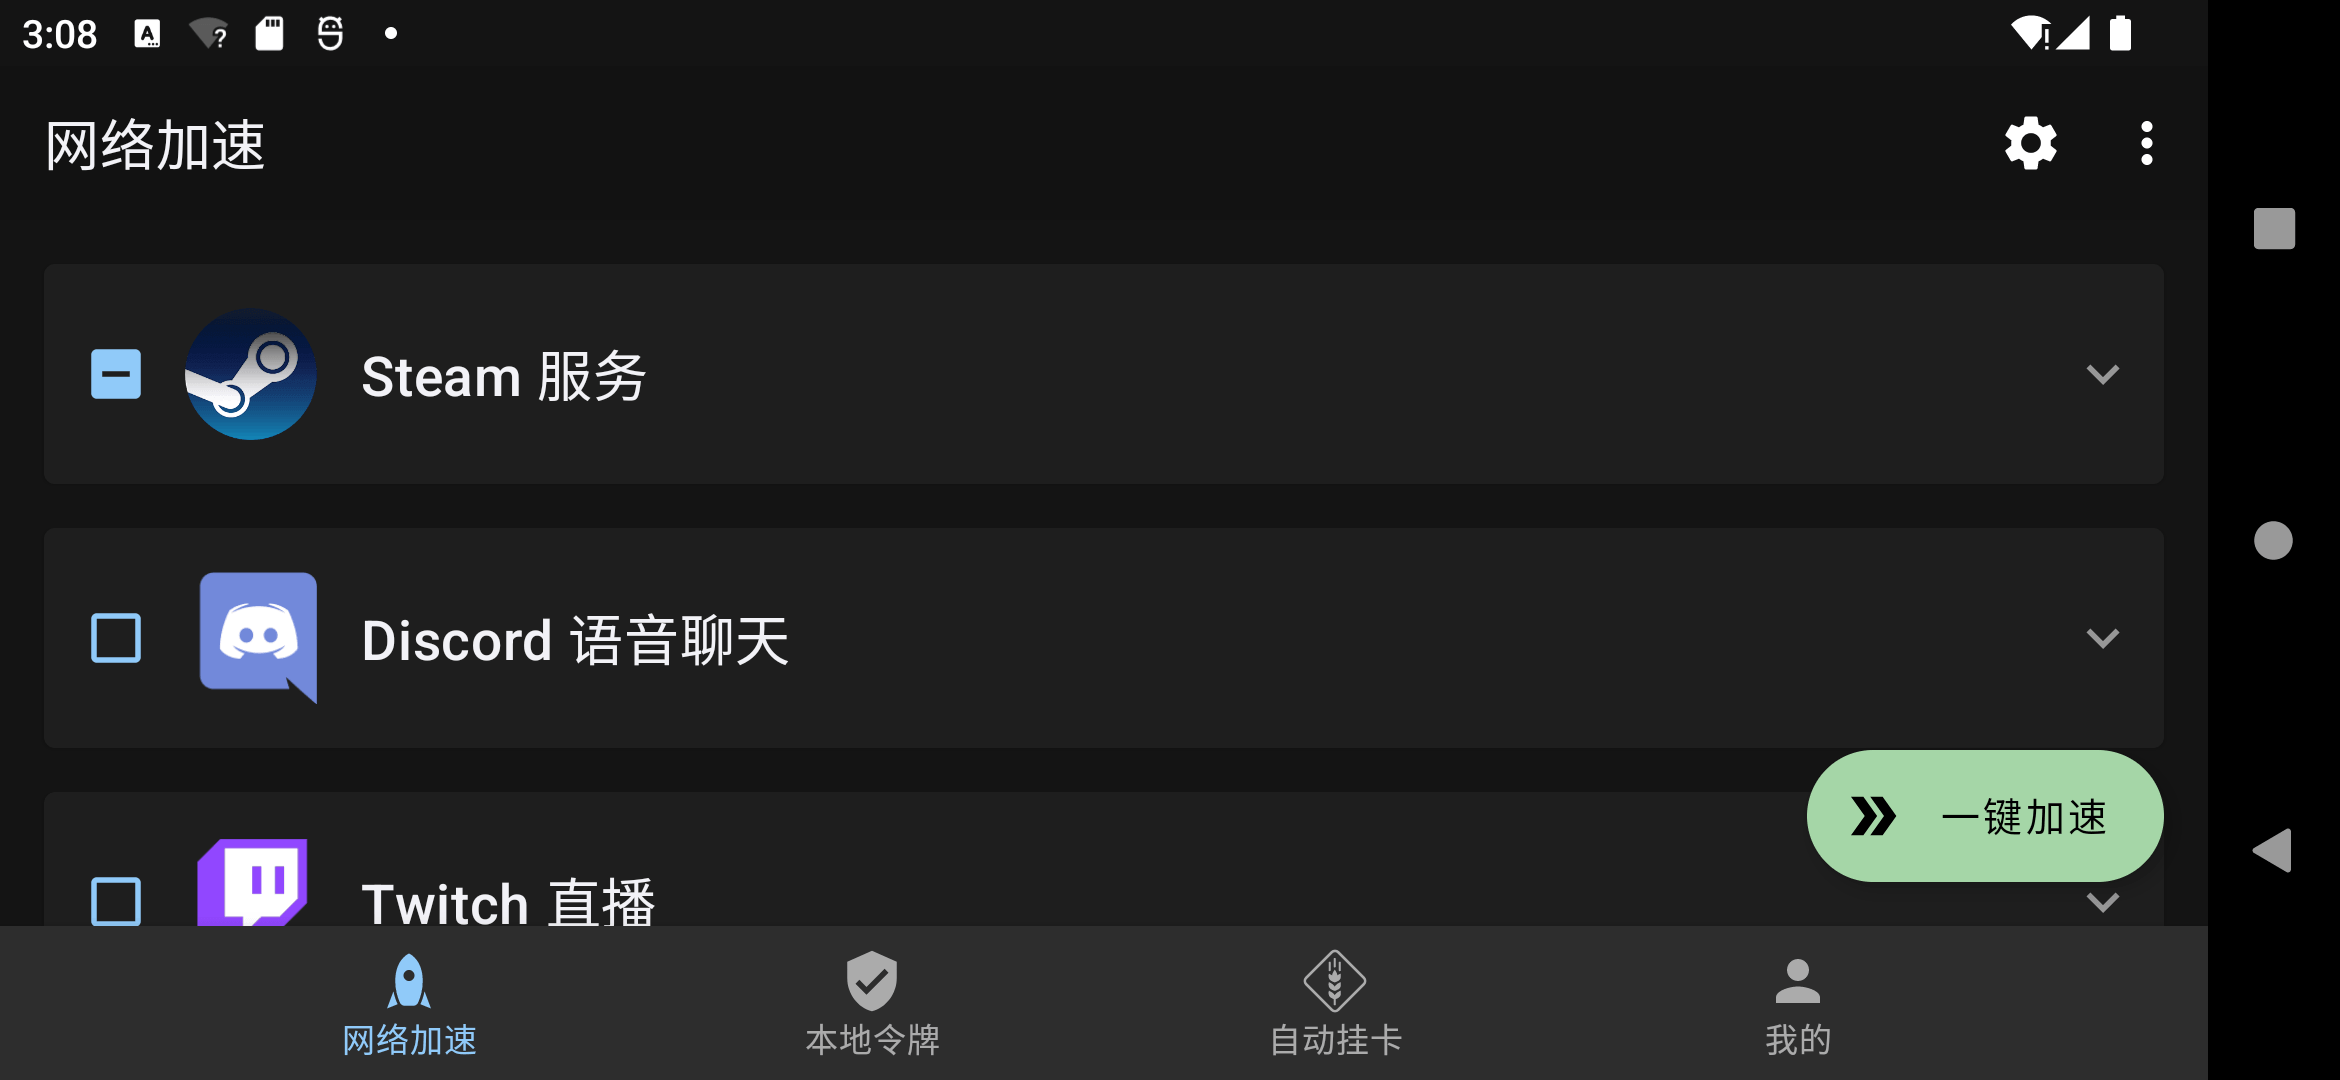 3:08
网络加速
Steam 服务
Discord 语音聊天
Twitch 直播
一键加速
网络加速
本地令牌
自动挂卡
我的